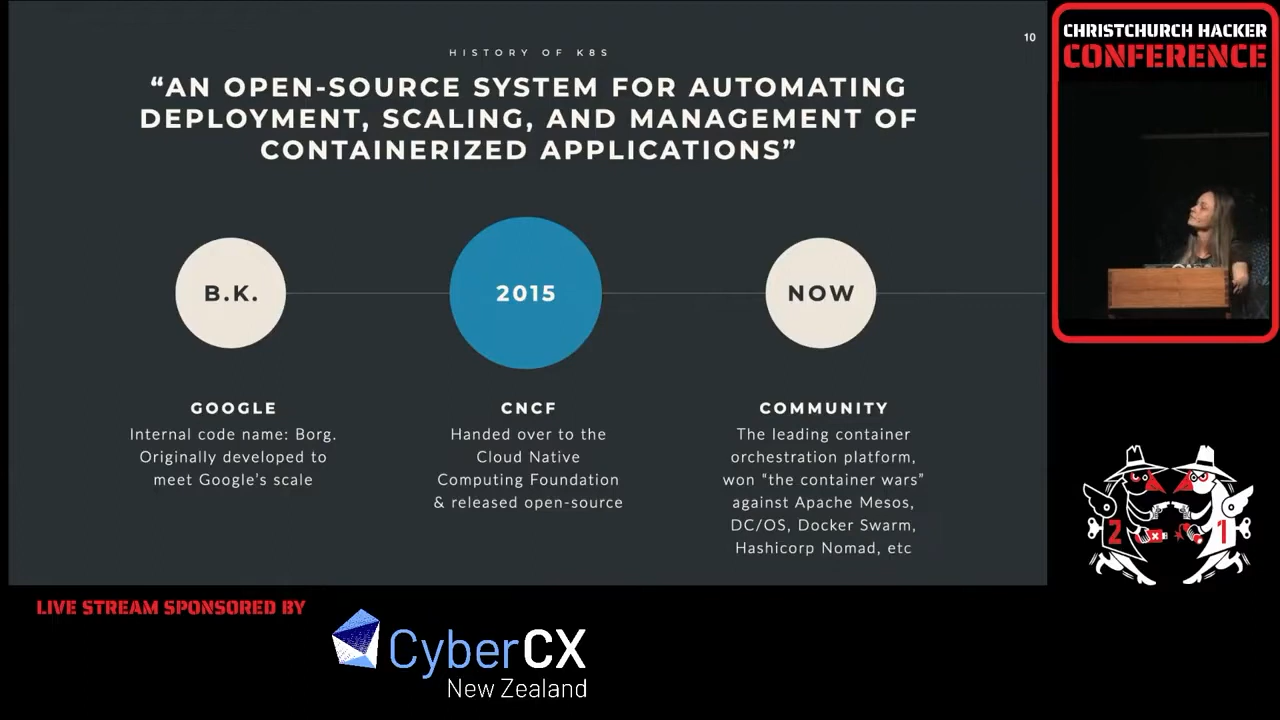 HISTORY OF K8S
10
“AN OPEN-SOURCE SYSTEM FOR AUTOMATING
DEPLOYMENT, SCALING, AND MANAGEMENT OF
CONTAINERIZED APPLICATIONS”
B.K.
2015
NOW
GOOGLE
Internal code name: Borg.
Originally developed to
meet Google’s scale
CNCF
Handed over to the
Cloud Native
Computing Foundation
& released open-source
COMMUNITY
The leading container
orchestration platform,
won “the container wars”
against Apache Mesos,
DC/OS, Docker Swarm,
Hashicorp Nomad, etc
CHRISTCHURCH HACKER
CONFERENCE
2
1
LIVE STREAM SPONSORED BY
CyberCX
New Zealand